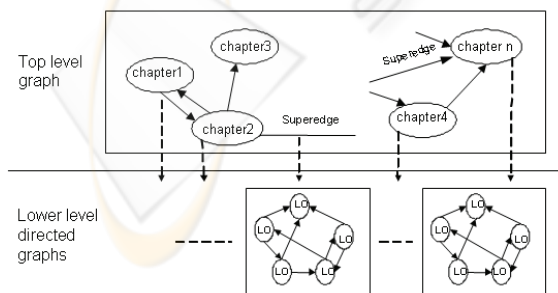 Top level
graph
chapter1
chapter2
chapter3
Superedge
Superedge
chapter4
chapter n
Lower level
directed
graphs
LO
LO
LO
LO
LO
LO
LO
LO
LO
LO